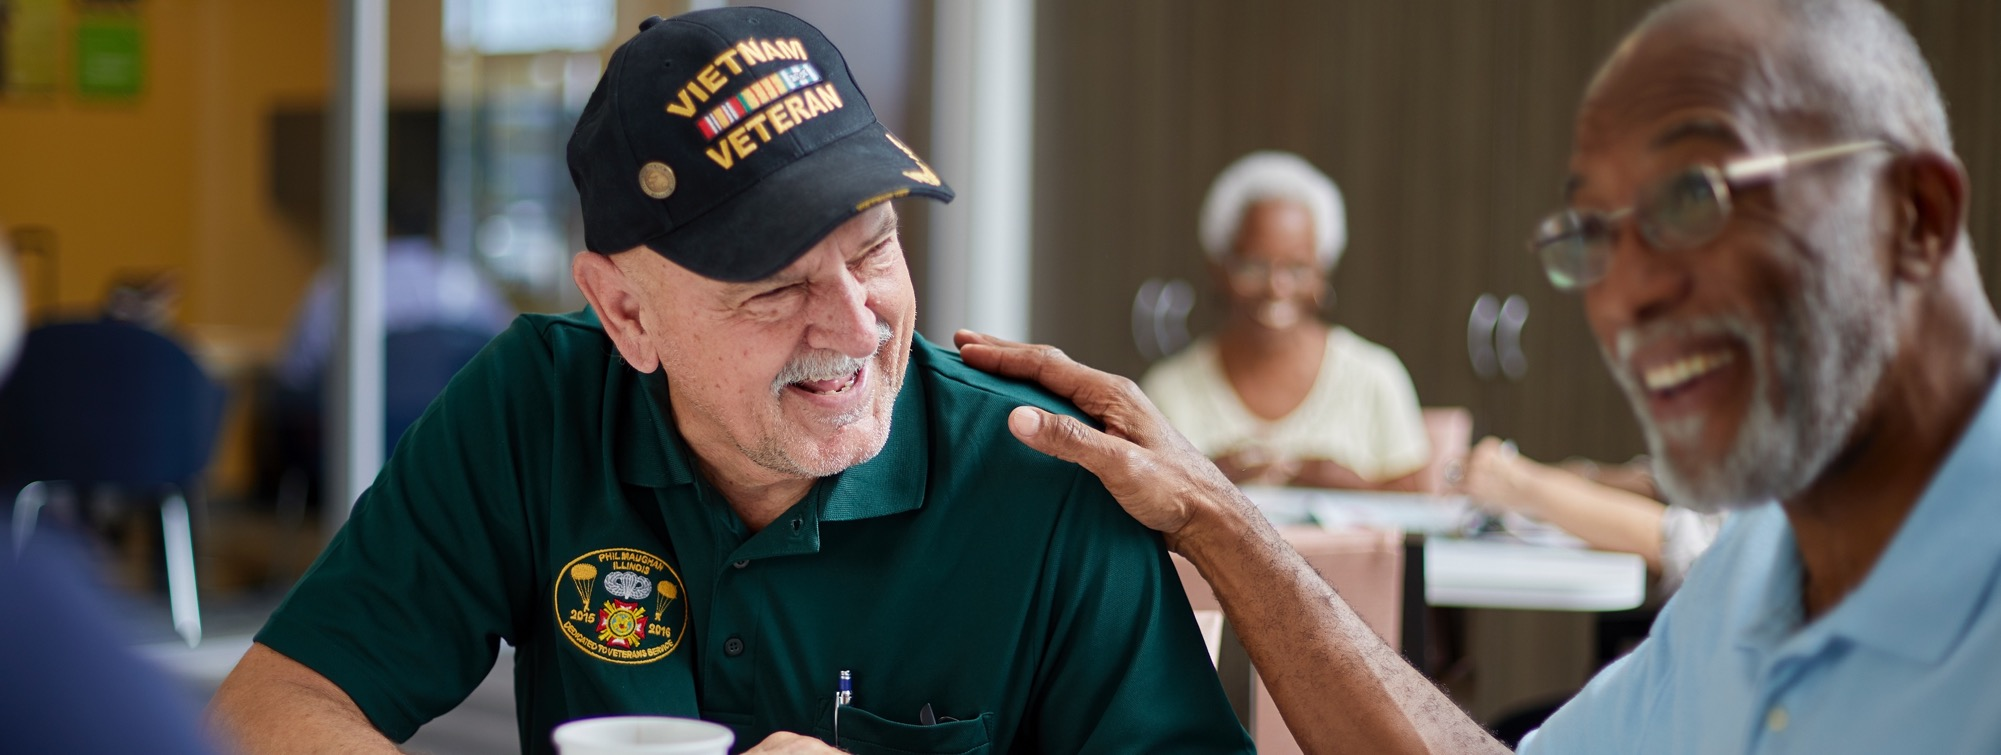 VIETNAM
VETERAN
PHIL MAUGHAN
ILLINOIS
2015
2016
DEDICATED TO VETERANS SERVICE